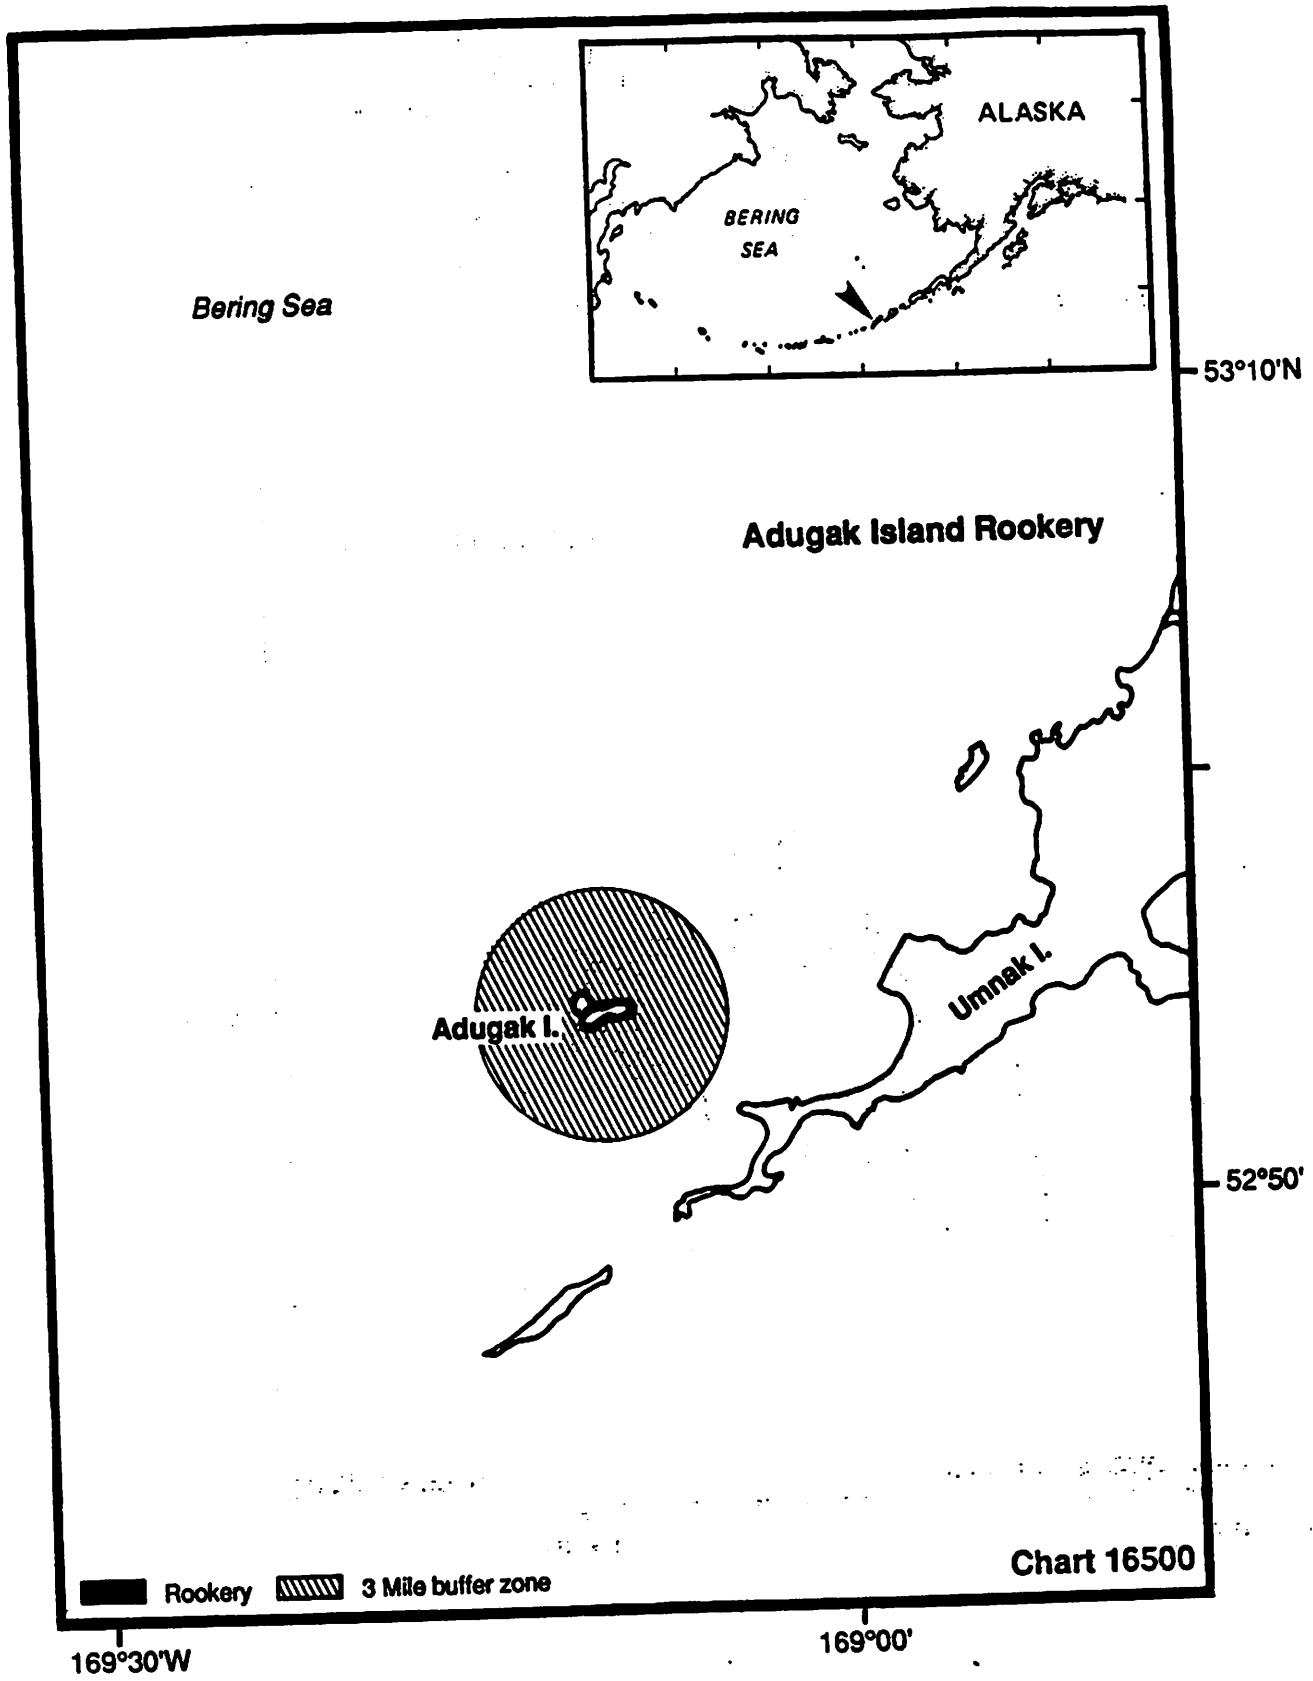 ALASKA
BERING
SEA
Bering Sea
53°10'N
Adugak Island Rookery
Umnak I.
Adugak I.
52°50'
Chart 16500
Rookery
3 Mile buffer zone
169°30'W
169°00'